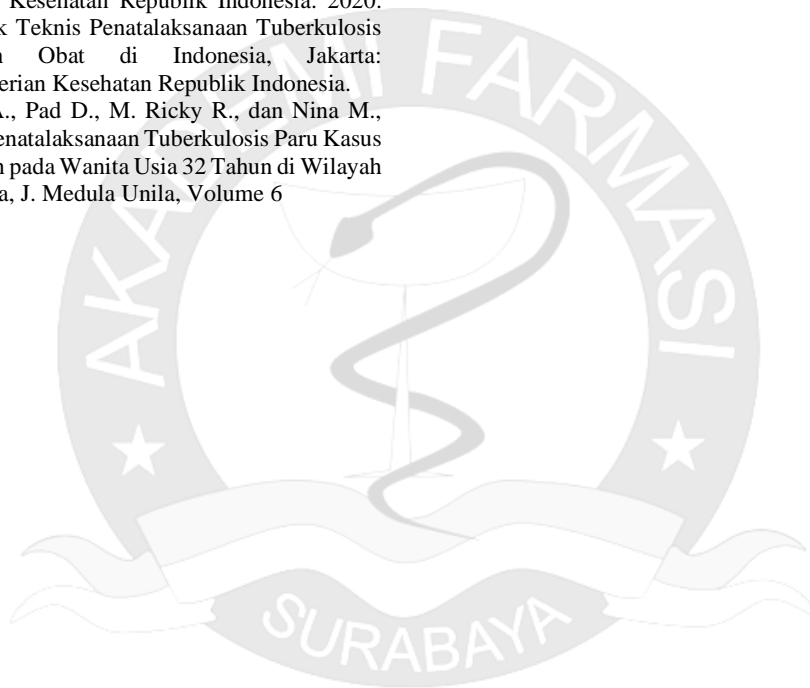 Kesehatan Republik Indonesia. 2020.
k Teknis Penatalaksanaan Tuberkulosis
n Obat di Indonesia, Jakarta:
erian Kesehatan Republik Indonesia.
A., Pad D., M. Ricky R., dan Nina M.,
enatalaksanaan Tuberkulosis Paru Kasus
n pada Wanita Usia 32 Tahun di Wilayah
a, J. Medula Unila, Volume 6
AKADEMI FARMASI
SURABAYA